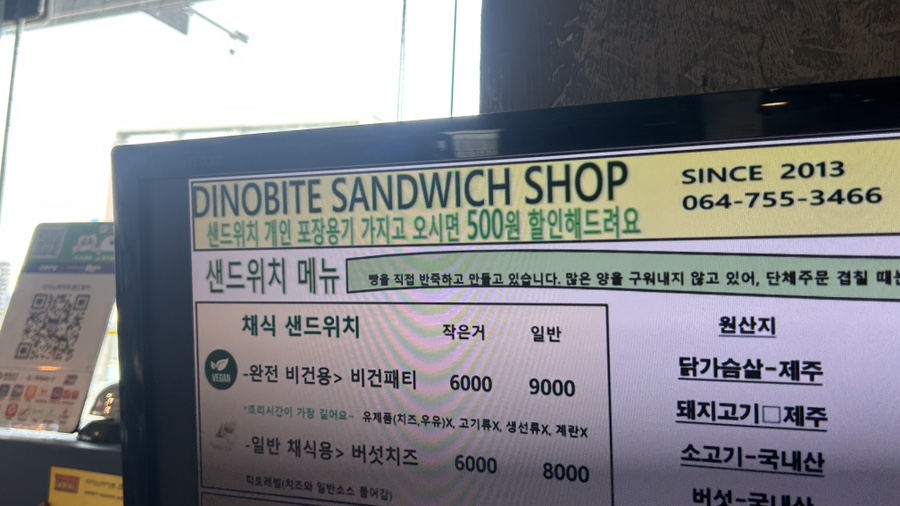 DINOBITE SANDWICH SHOP
SINCE 2013
064-755-3466
샌드위치 개인 포장용기 가지고 오시면 500원 할인해드려요
샌드위치 메뉴
빵을 직접 반죽하고 만들고 있습니다. 많은 양을 구워내지 않고 있어, 단체주문 겹칠 때는
채식 샌드위치 작은거 일반
VEGAN
-완전 비건용> 비건패티 6000 9000
*조리시간이 가장 길어요~ 유제품(치즈,우유)X, 고기류X, 생선류X, 계란X
-일반 채식용> 버섯치즈 6000 8000
락토베질(치즈와 일반소스 들어감)
원산지
닭가슴살-제주
돼지고기□제주
소고기-국내산
버섯-국내산